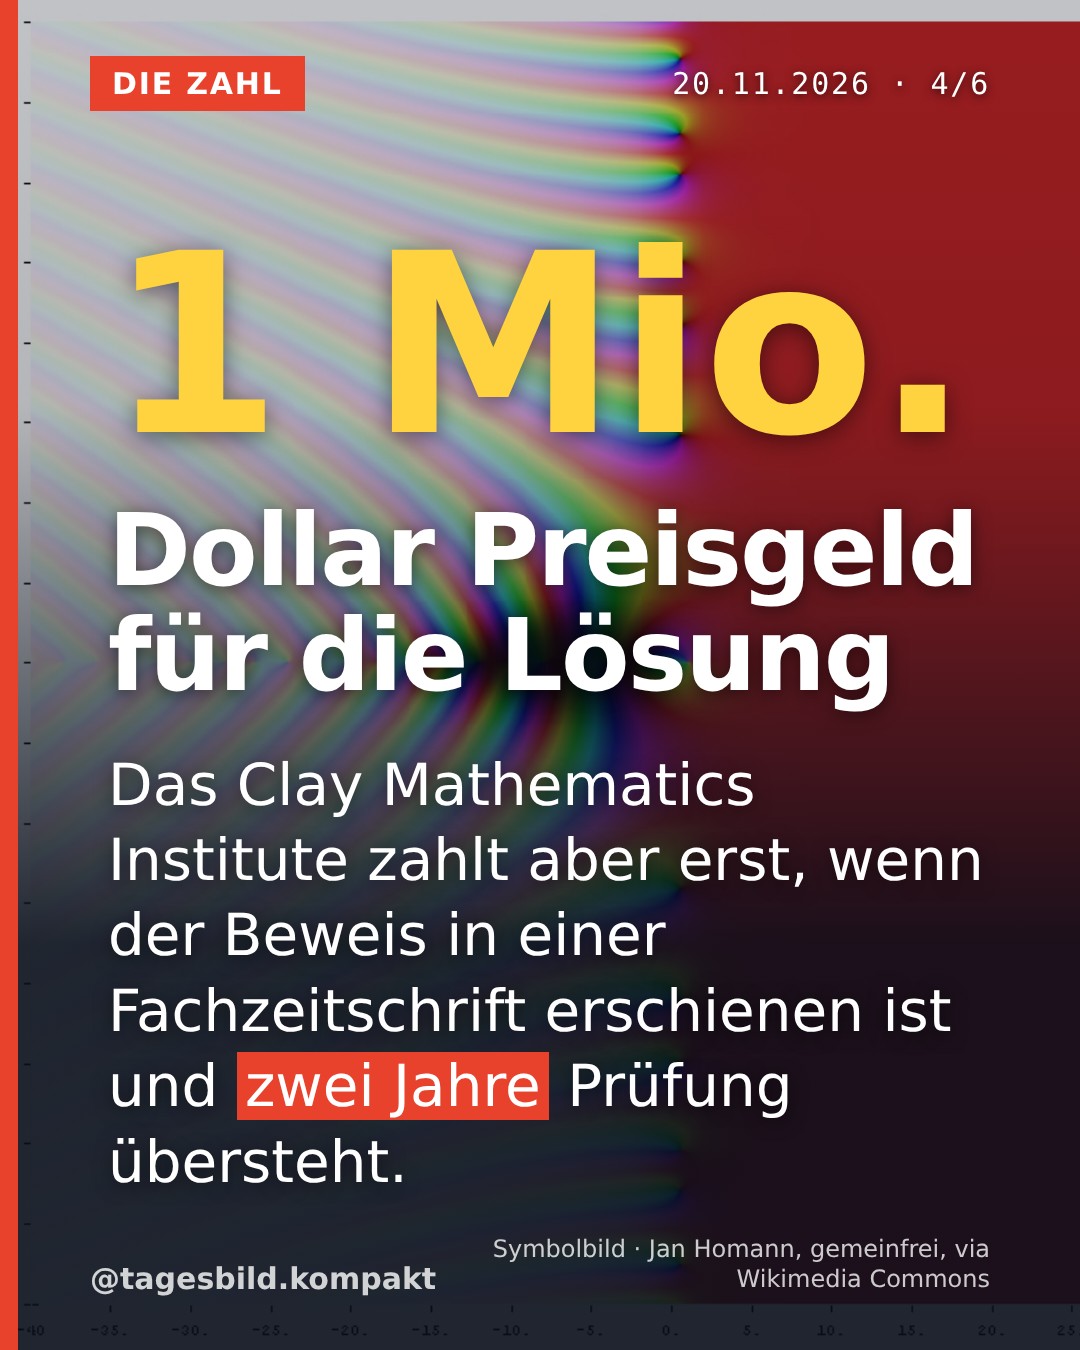 DIE ZAHL
20.11.2026 · 4/6
1 Mio.
Dollar Preisgeld
für die Lösung
Das Clay Mathematics
Institute zahlt aber erst, wenn
der Beweis in einer
Fachzeitschrift erschienen ist
und zwei Jahre Prüfung
übersteht.
Symbolbild · Jan Homann, gemeinfrei, via
Wikimedia Commons
@tagesbild.kompakt
-40 -35. -30. -25. -20. -15. -10. -5. 0. 5. 10. 15. 20. 25